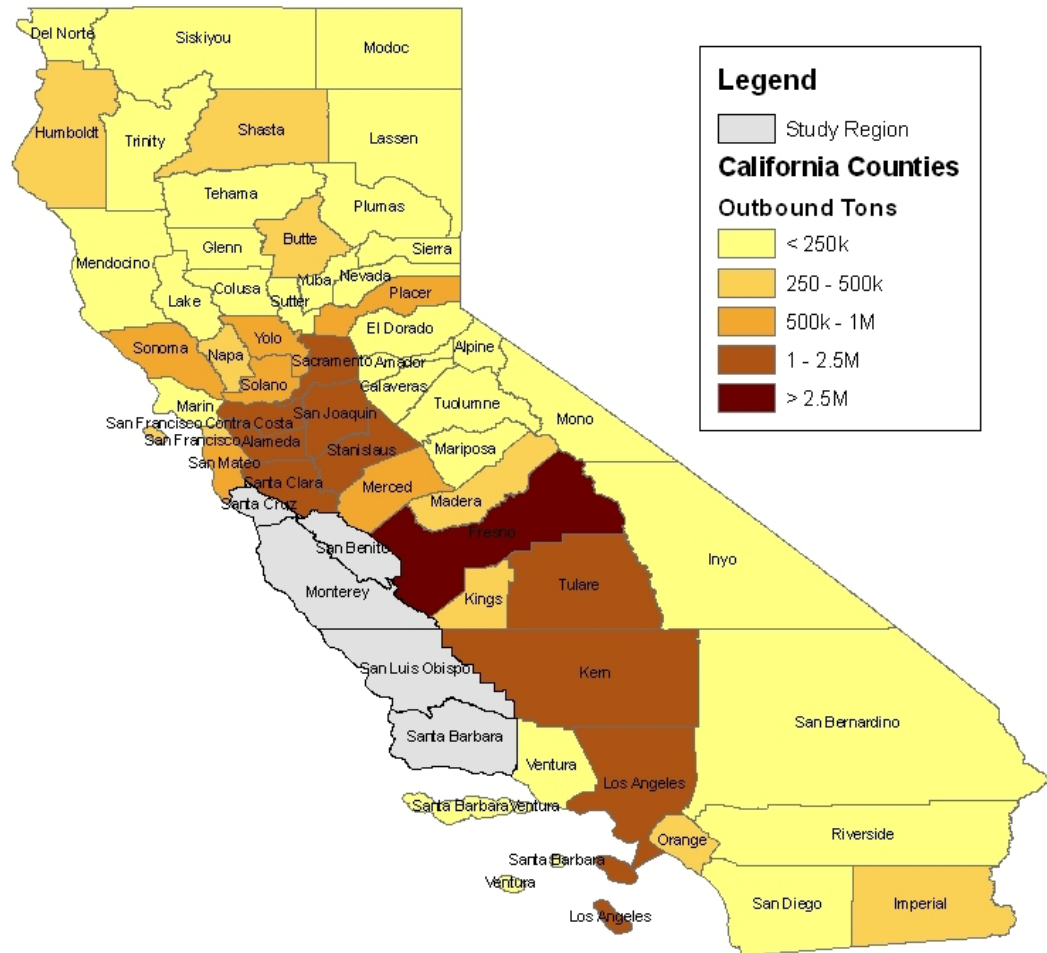 Del Norte
Siskiyou
Modoc
Humboldt
Trinity
Shasta
Lassen
Tehama
Plumas
Mendocino
Glenn
Butte
Sierra
Lake
Colusa
Sutter
Yuba
Nevada
Placer
Sonoma
Napa
Yolo
El Dorado
Sacramento
Amador
Alpine
Solano
Calaveras
Marin
San Francisco
Contra Costa
San Joaquin
Tuolumne
Mono
San Francisco
Alameda
Stanislaus
Mariposa
San Mateo
Santa Clara
Merced
Madera
Santa Cruz
San Benito
Fresno
Inyo
Monterey
Kings
Tulare
San Luis Obispo
Kern
Santa Barbara
San Bernardino
Ventura
Los Angeles
Santa Barbara
Ventura
Orange
Riverside
Santa Barbara
Ventura
Los Angeles
San Diego
Imperial
Legend
Study Region
California Counties
Outbound Tons
< 250k
250 - 500k
500k - 1M
1 - 2.5M
> 2.5M